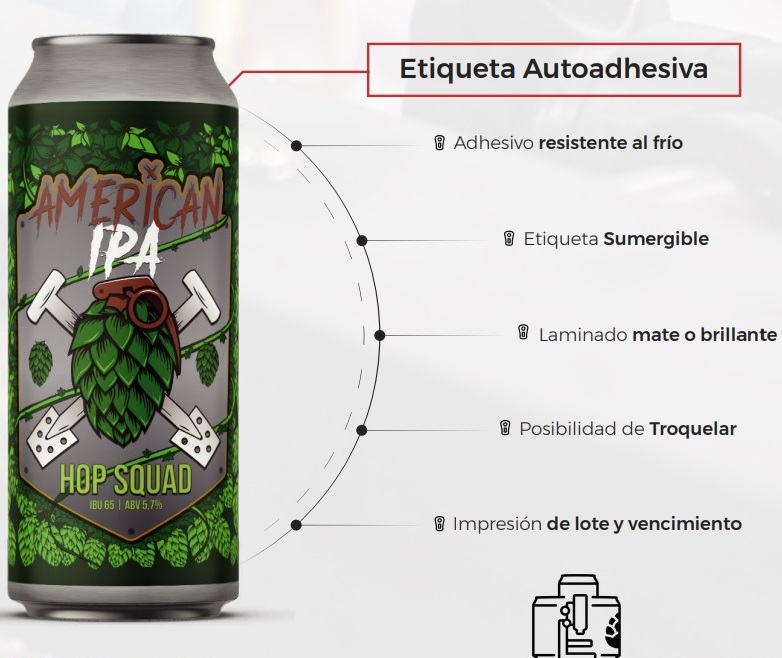 Etiqueta Autoadhesiva
Adhesivo resistente al frío
Etiqueta Sumergible
Laminado mate o brillante
Posibilidad de Troquelar
Impresión de lote y vencimiento
AMERICAN
IPA
HOP SQUAD
IBU 65 | ABV 5,7%